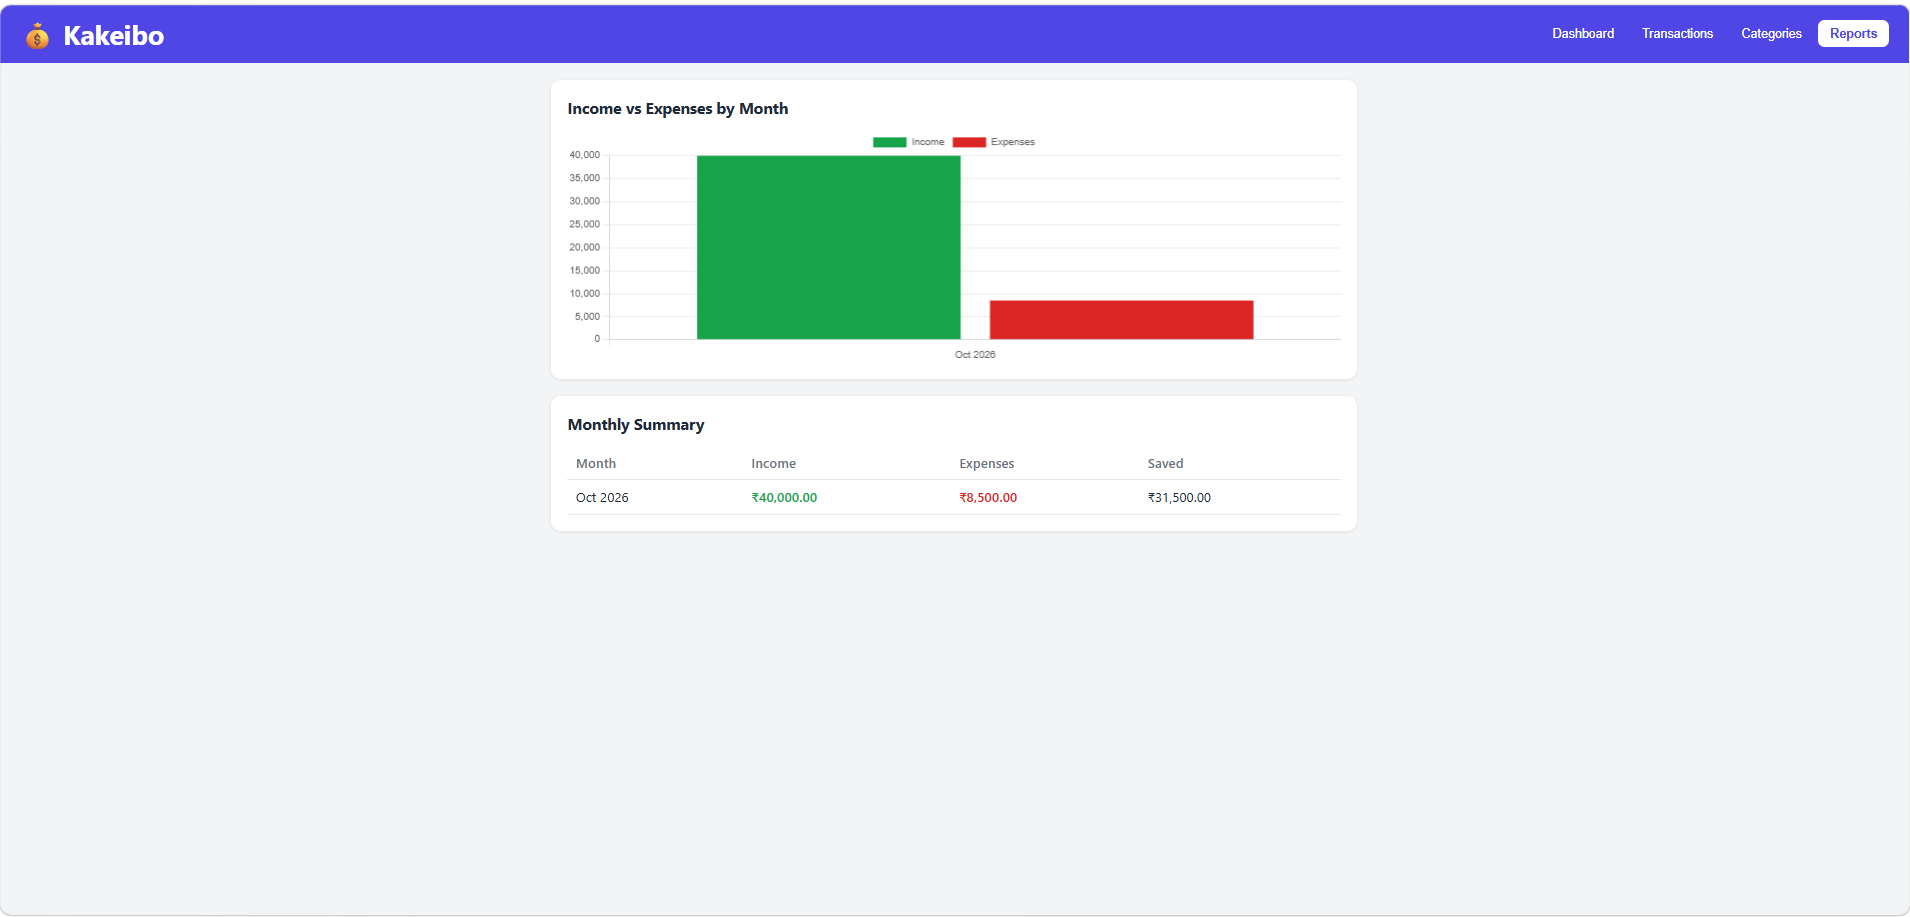 Kakeibo
Dashboard Transactions Categories Reports
Income vs Expenses by Month
Income Expenses
40,000
35,000
30,000
25,000
20,000
15,000
10,000
5,000
0
Oct 2026
Monthly Summary
Month Income Expenses Saved
Oct 2026 ₹40,000.00 ₹8,500.00 ₹31,500.00